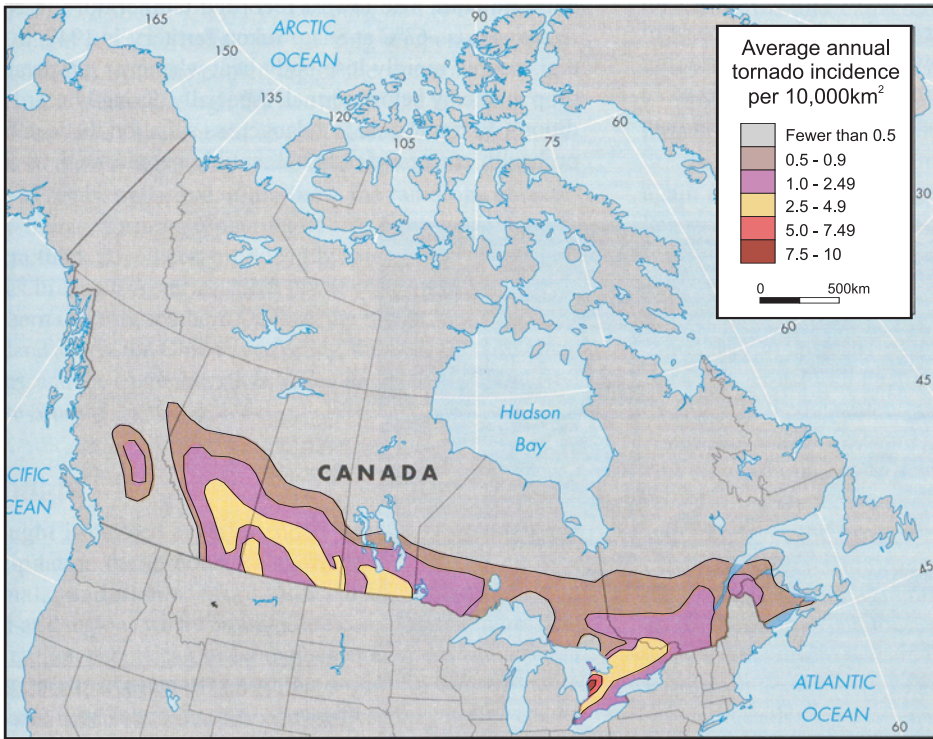 165
ARCTIC
OCEAN
90
150
135
120
105
75
60
Average annual
tornado incidence
per 10,000km²
Fewer than 0.5
0.5 - 0.9
1.0 - 2.49
2.5 - 4.9
5.0 - 7.49
7.5 - 10
0 500km
30
60
45
Hudson
Bay
CANADA
CIFIC
CEAN
45
ATLANTIC
OCEAN
60